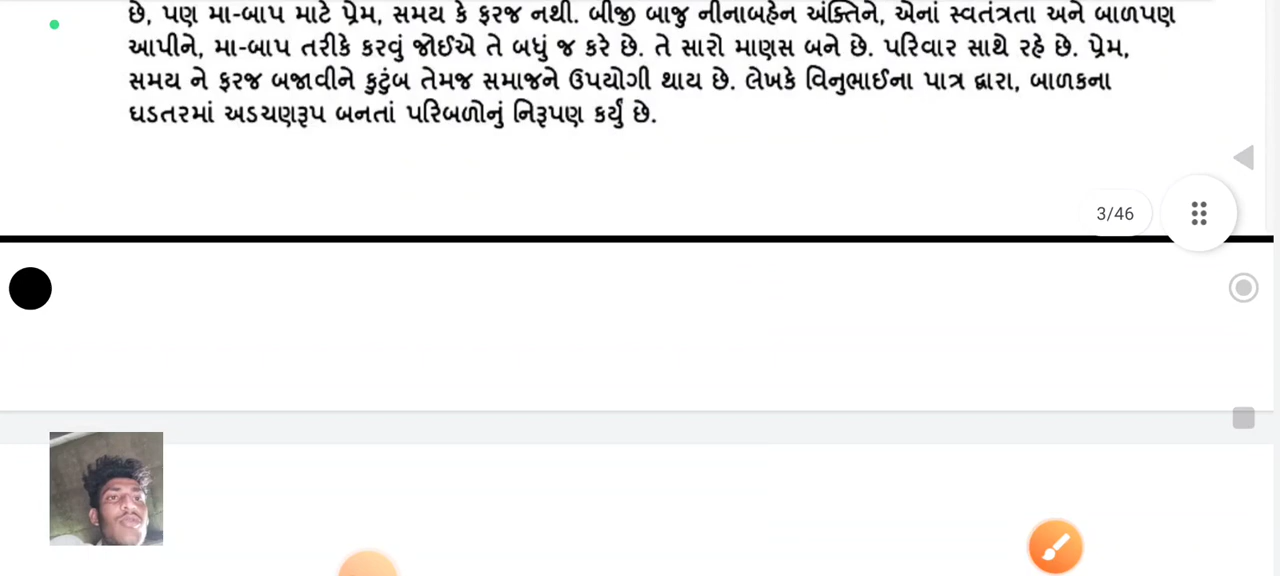 છે, પણ મા-બાપ માટે પ્રેમ, સમય કે ફરજ નથી. બીજી બાજુ નીનાબહેન અંક્તિને, એનાં સ્વતંત્રતા અને બાળપણ
આપીને, મા-બાપ તરીકે કરવું જોઈએ તે બધું જ કરે છે. તે સારો માણસ બને છે. પરિવાર સાથે રહે છે. પ્રેમ,
સમય ને ફરજ બજાવીને કુટુંબ તેમજ સમાજને ઉપયોગી થાય છે. લેખકે વિનુભાઈના પાત્ર દ્વારા, બાળકના
ઘડતરમાં અડચણરૂપ બનતાં પરિબળોનું નિરૂપણ કર્યું છે.
3/46